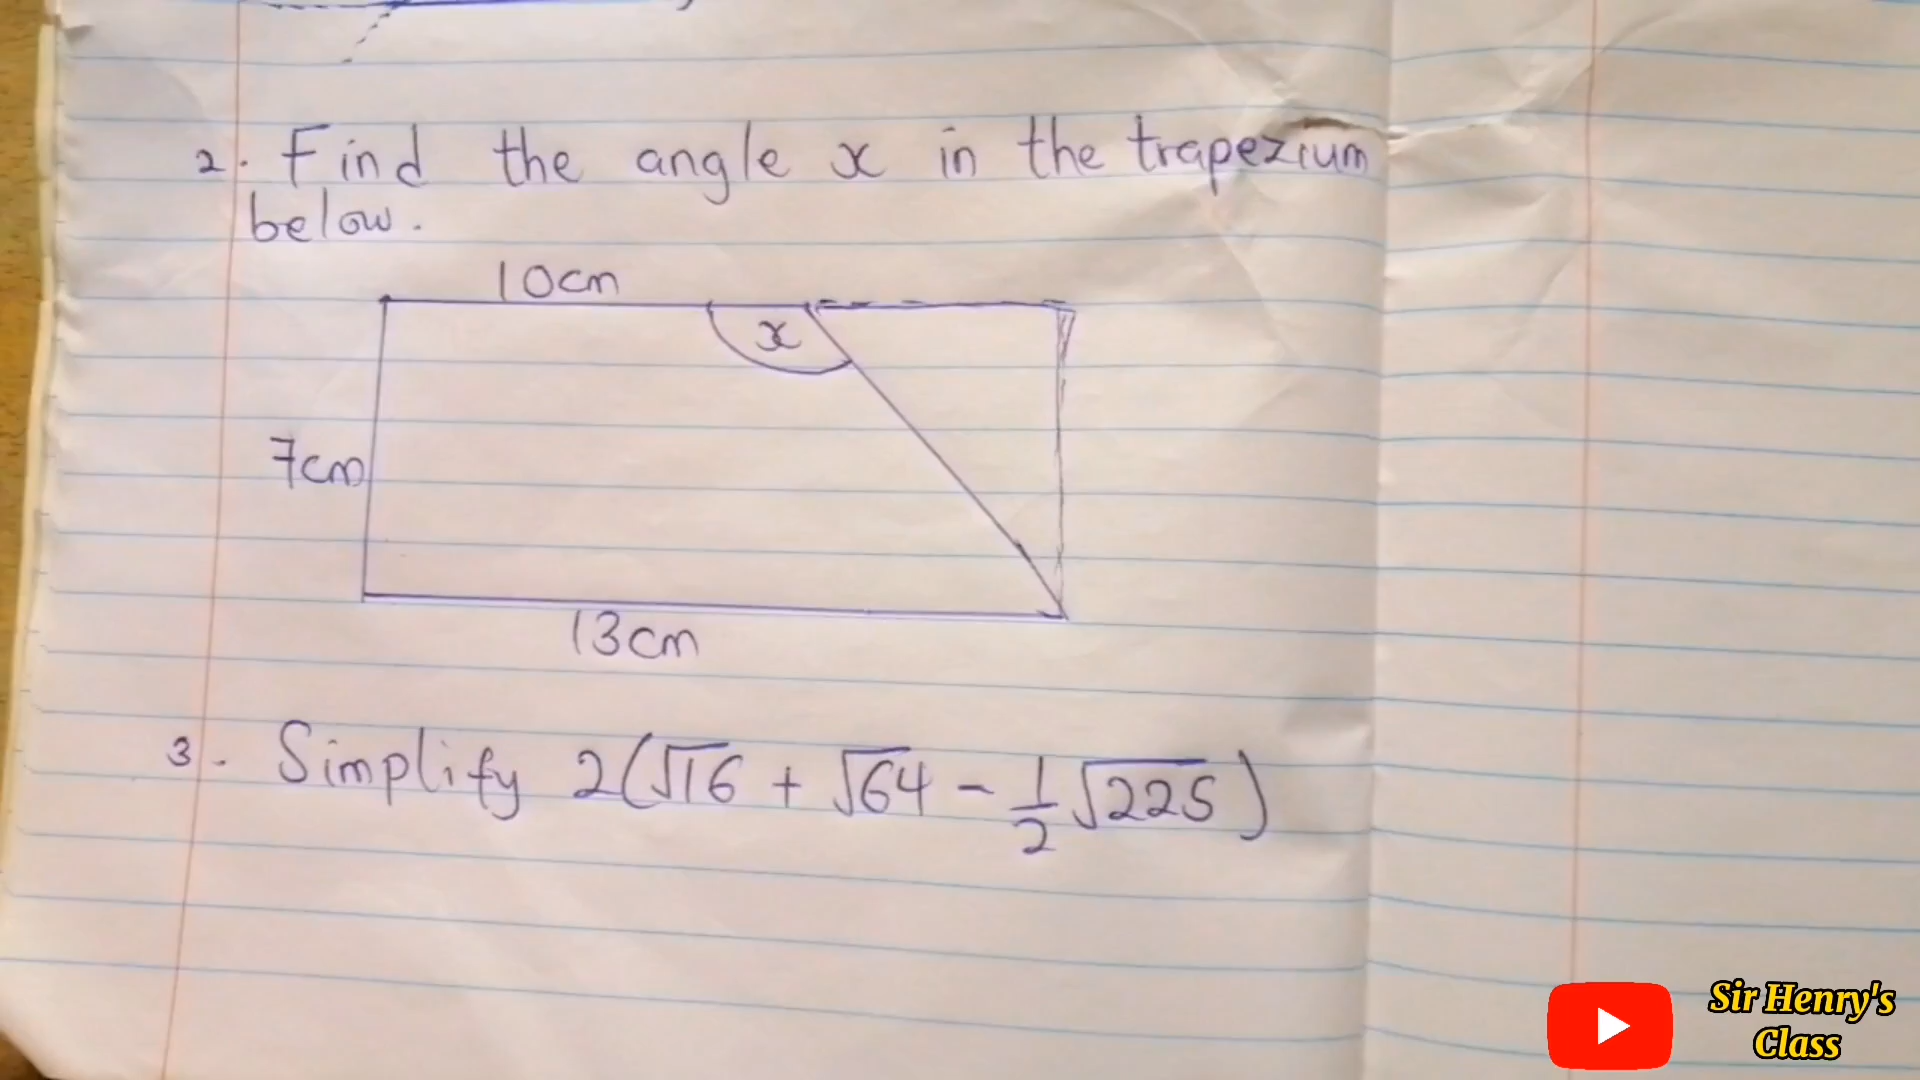 2. Find the angle x in the trapezium
below.
10cm
x
7cm
13cm
3. Simplify 2(√16 + √64 - 1/2 √225)
Sir Henry's
Class